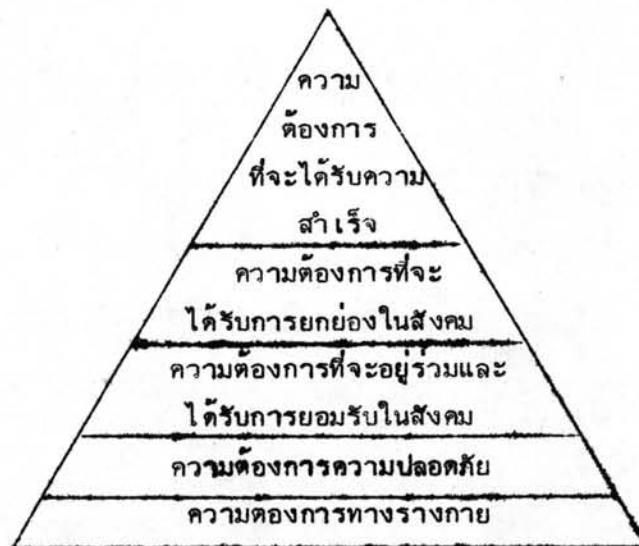 ความ
ต้องการ
ที่จะได้รับความ
สำเร็จ
ความต้องการที่จะ
ได้รับการยกย่องในสังคม
ความต้องการที่จะอยู่ร่วมและ
ได้รับการยอมรับในสังคม
ความต้องการความปลอดภัย
ความตองการทางรางกาย